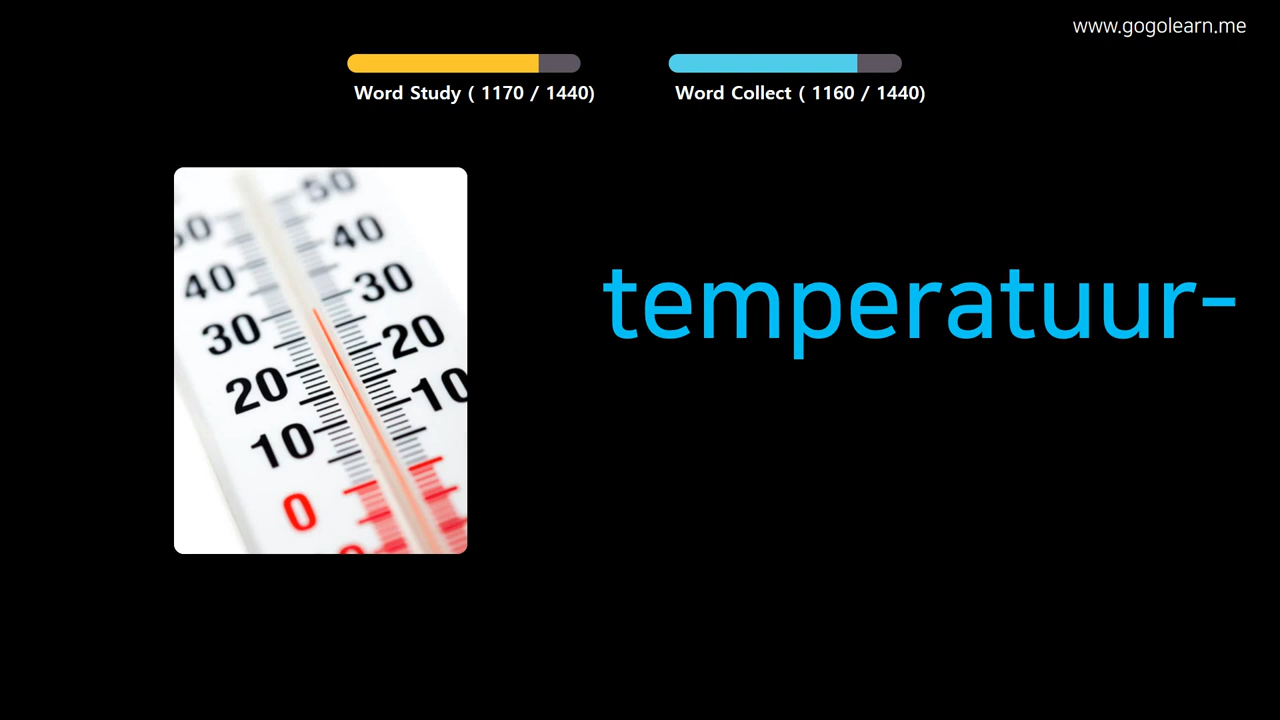 www.gogolearn.me
Word Study ( 1170 / 1440)
Word Collect ( 1160 / 1440)
temperatuur-
50
40
40
30
30
20
20
10
10
0